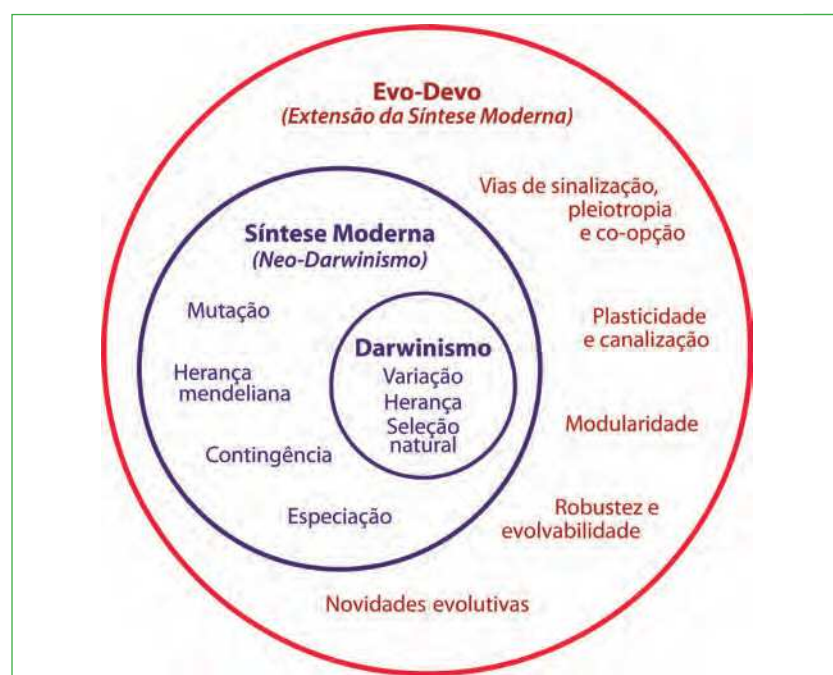 Evo-Devo
(Extensão da Síntese Moderna)
Vias de sinalização,
pleiotropia
e co-opção
Síntese Moderna
(Neo-Darwinismo)
Mutação
Herança
mendeliana
Contingência
Especiação
Darwinismo
Variação
Herança
Seleção
natural
Plasticidade
e canalização
Modularidade
Robustez e
evolvabilidade
Novidades evolutivas